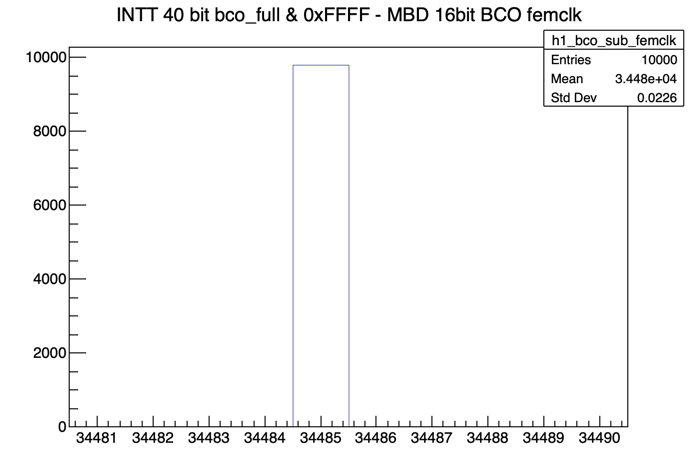 INTT 40 bit bco_full & 0xFFFF - MBD 16bit BCO femclk
h1_bco_sub_femclk
Entries 10000
Mean 3.448e+04
Std Dev 0.0226
10000
8000
6000
4000
2000
0
34481 34482 34483 34484 34485 34486 34487 34488 34489 34490